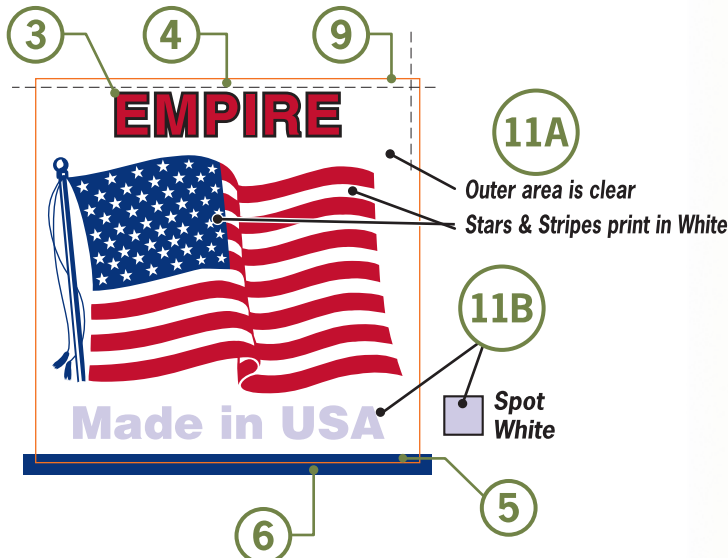 3
4
9
EMPIRE
11A
Outer area is clear
Stars & Stripes print in White
11B
Spot
White
Made in USA
5
6